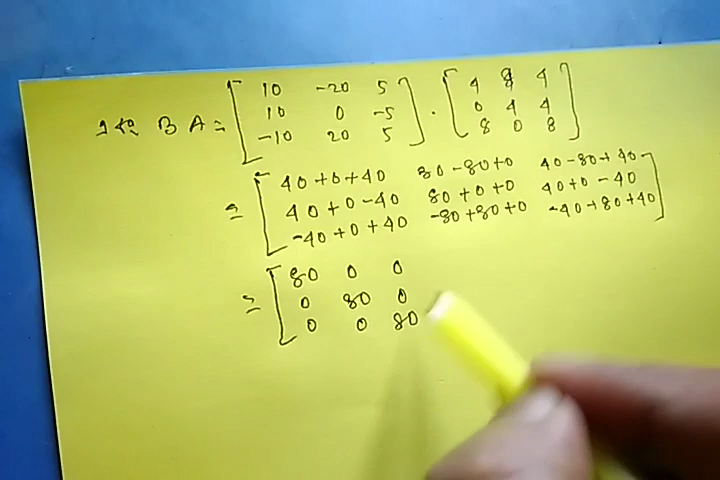 BA = [ 10 -20 5 ] . [ 4 8 4 ]
10 0 -5 0 4 4
-10 20 5 8 0 8
= [ 40+0+40 80-80+0 40-80+40 ]
40+0-40 80+0+0 40+0-40
-40+0+40 -80+80+0 -40+80+40
= [ 80 0 0
0 80 0
0 0 80